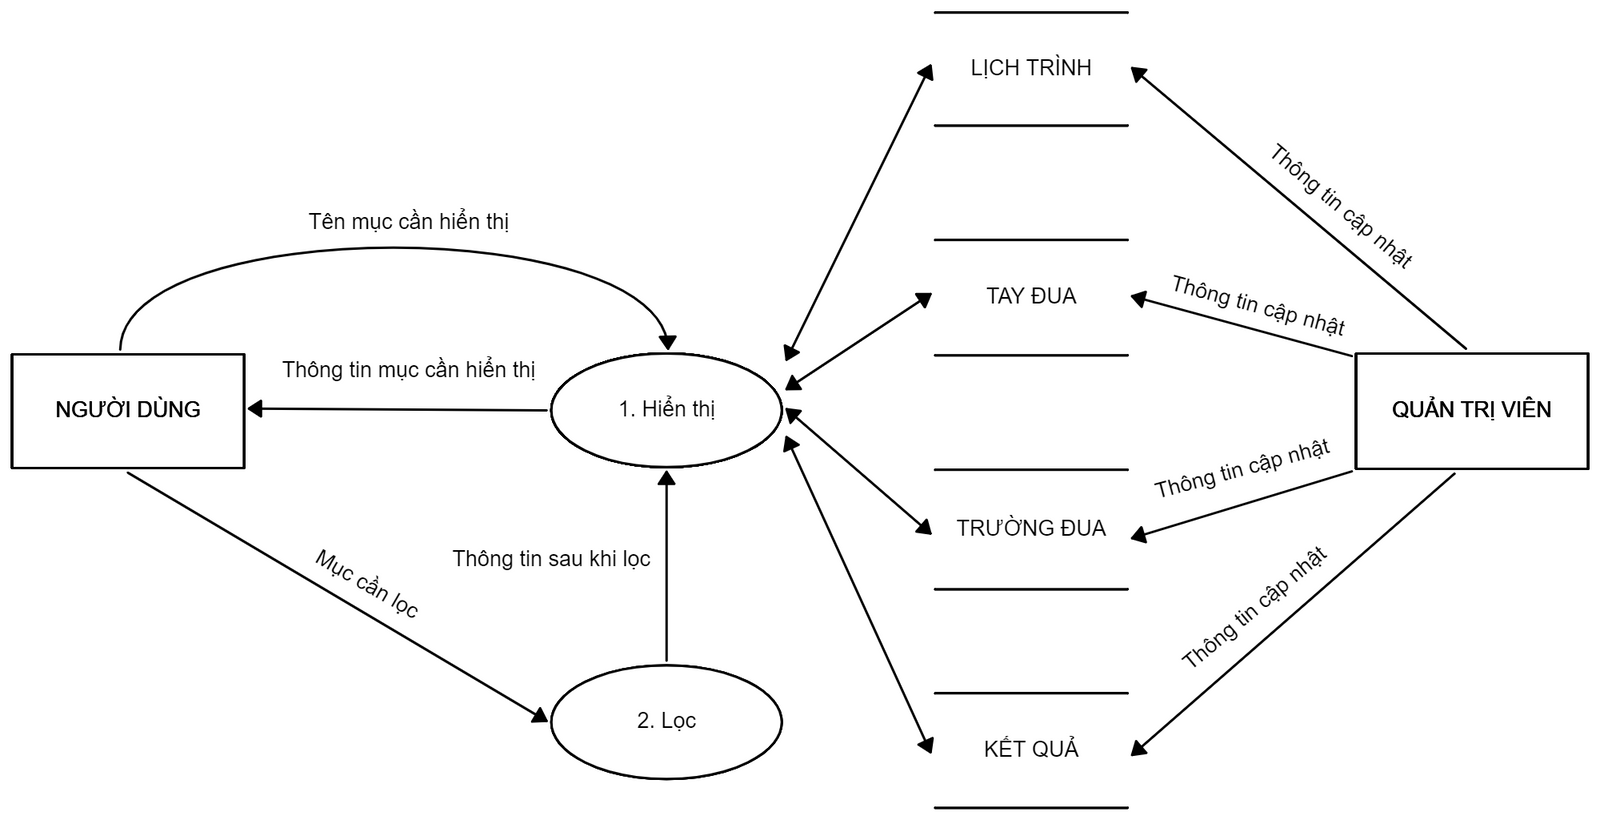 LỊCH TRÌNH
Thông tin cập nhật
Tên mục cần hiển thị
TAY ĐUA
Thông tin cập nhật
Thông tin mục cần hiển thị
NGƯỜI DÙNG
1. Hiển thị
QUẢN TRỊ VIÊN
Thông tin cập nhật
TRƯỜNG ĐUA
Mục cần lọc
Thông tin sau khi lọc
Thông tin cập nhật
2. Lọc
KẾT QUẢ